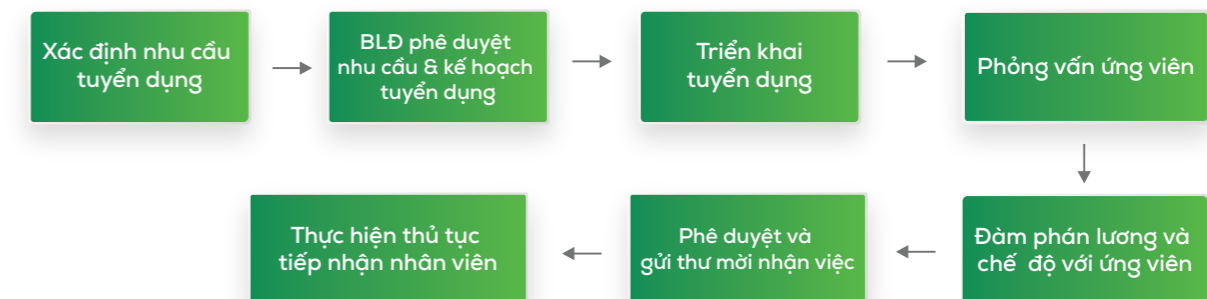 Xác định nhu cầu
tuyển dụng
BLĐ phê duyệt
nhu cầu & kế hoạch
tuyển dụng
Triển khai
tuyển dụng
Phỏng vấn ứng viên
Đàm phán lương và
chế độ với ứng viên
Phê duyệt và
gửi thư mời nhận việc
Thực hiện thủ tục
tiếp nhận nhân viên